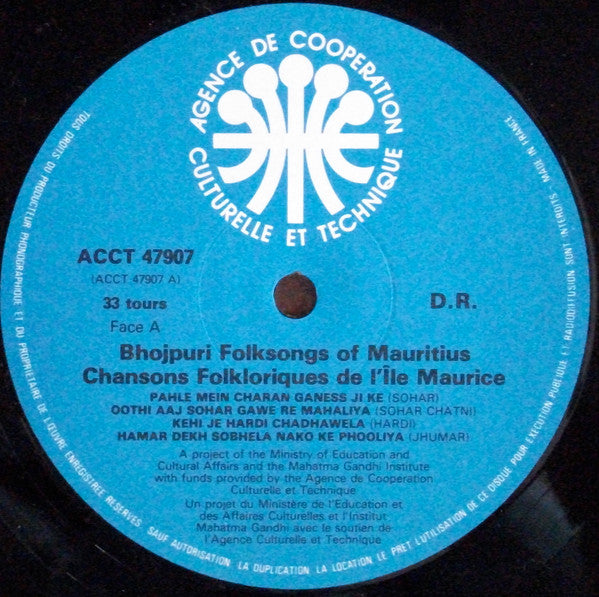 AGENCE DE COOPERATION
CULTURELLE ET TECHNIQUE
ACCT 47907
(ACCT 47907 A)
33 tours
Face A
D.R.
Bhojpuri Folksongs of Mauritius
Chansons Folkloriques de l'Île Maurice
PAHLE MEIN CHARAN GANESS JI KE (SOHAR)
OOTHI AAJ SOHAR GAWE RE MAHALIYA (SOHAR CHATNI)
KEHI JE HARDI CHADHAWELA (HARDI)
HAMAR DEKH SOBHELA NAKO KE PHOOLIYA (JHUMAR)
A project of the Ministry of Education and
Cultural Affairs and the Mahatma Gandhi Institute
with funds provided by the Agence de Cooperation
Culturelle et Technique
Un projet du Ministère de l'Education et
des Affaires Culturelles et l'Institut
Mahatma Gandhi avec le soutien de
l'Agence Culturelle et Technique
TOUS DROITS DU PRODUCTEUR PHONOGRAPHIQUE ET DU PROPRIETAIRE DE L'ŒUVRE ENREGISTREE RESERVES SAUF AUTORISATION LA DUPLICATION LA LOCATION LE PRET L'UTILISATION DE CE DISQUE POUR EXECUTION PUBLIQUE ET RADIODIFFUSION SONT INTERDITS MADE IN FRANCE